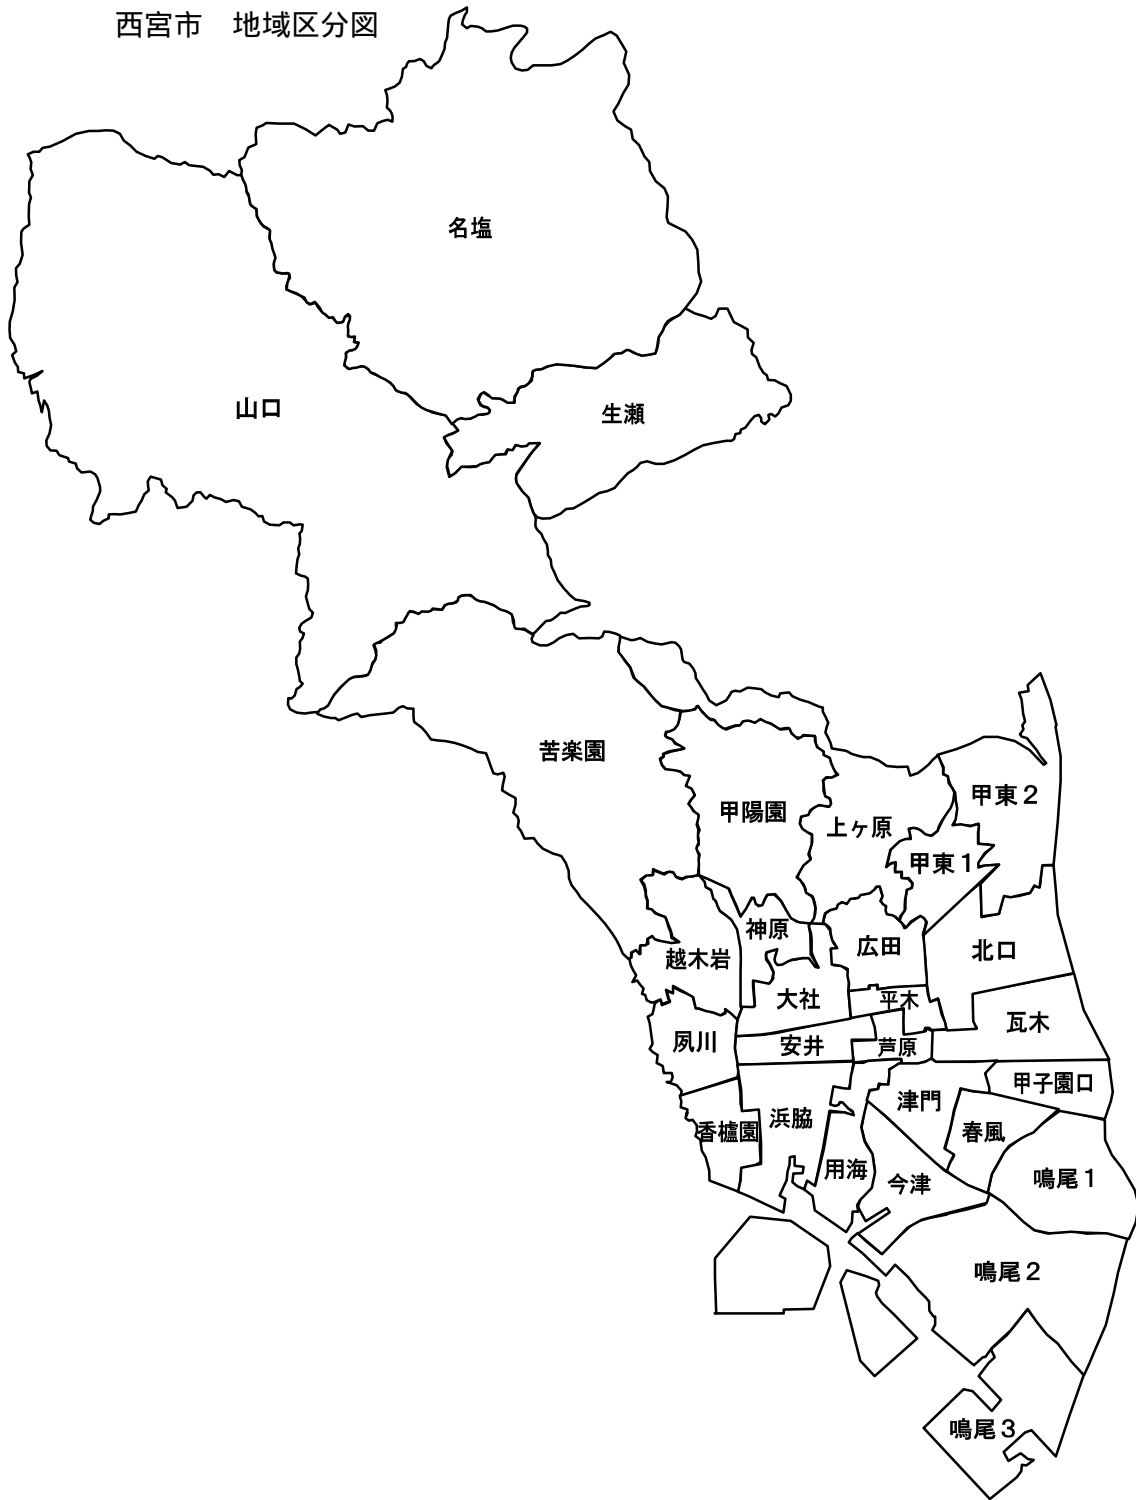 西宮市　地域区分図
名塩
山口
生瀬
苦楽園
甲陽園
上ヶ原
甲東２
甲東１
神原
越木岩
広田
北口
大社
平木
瓦木
夙川
安井
芦原
甲子園口
津門
浜脇
香櫨園
春風
用海
今津
鳴尾１
鳴尾２
鳴尾３